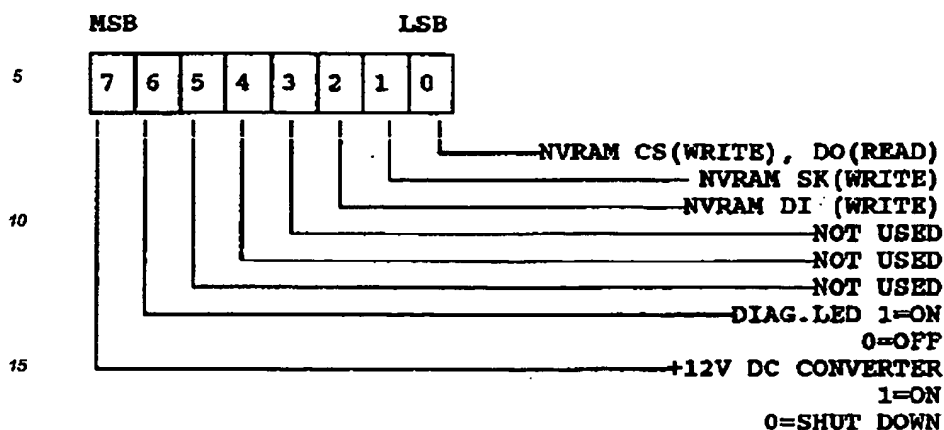 MSB LSB
5
7 6 5 4 3 2 1 0
NVRAM CS(WRITE), DO(READ)
NVRAM SK(WRITE)
NVRAM DI (WRITE)
10
NOT USED
NOT USED
NOT USED
DIAG.LED 1=ON
0=OFF
15
+12V DC CONVERTER
1=ON
0=SHUT DOWN